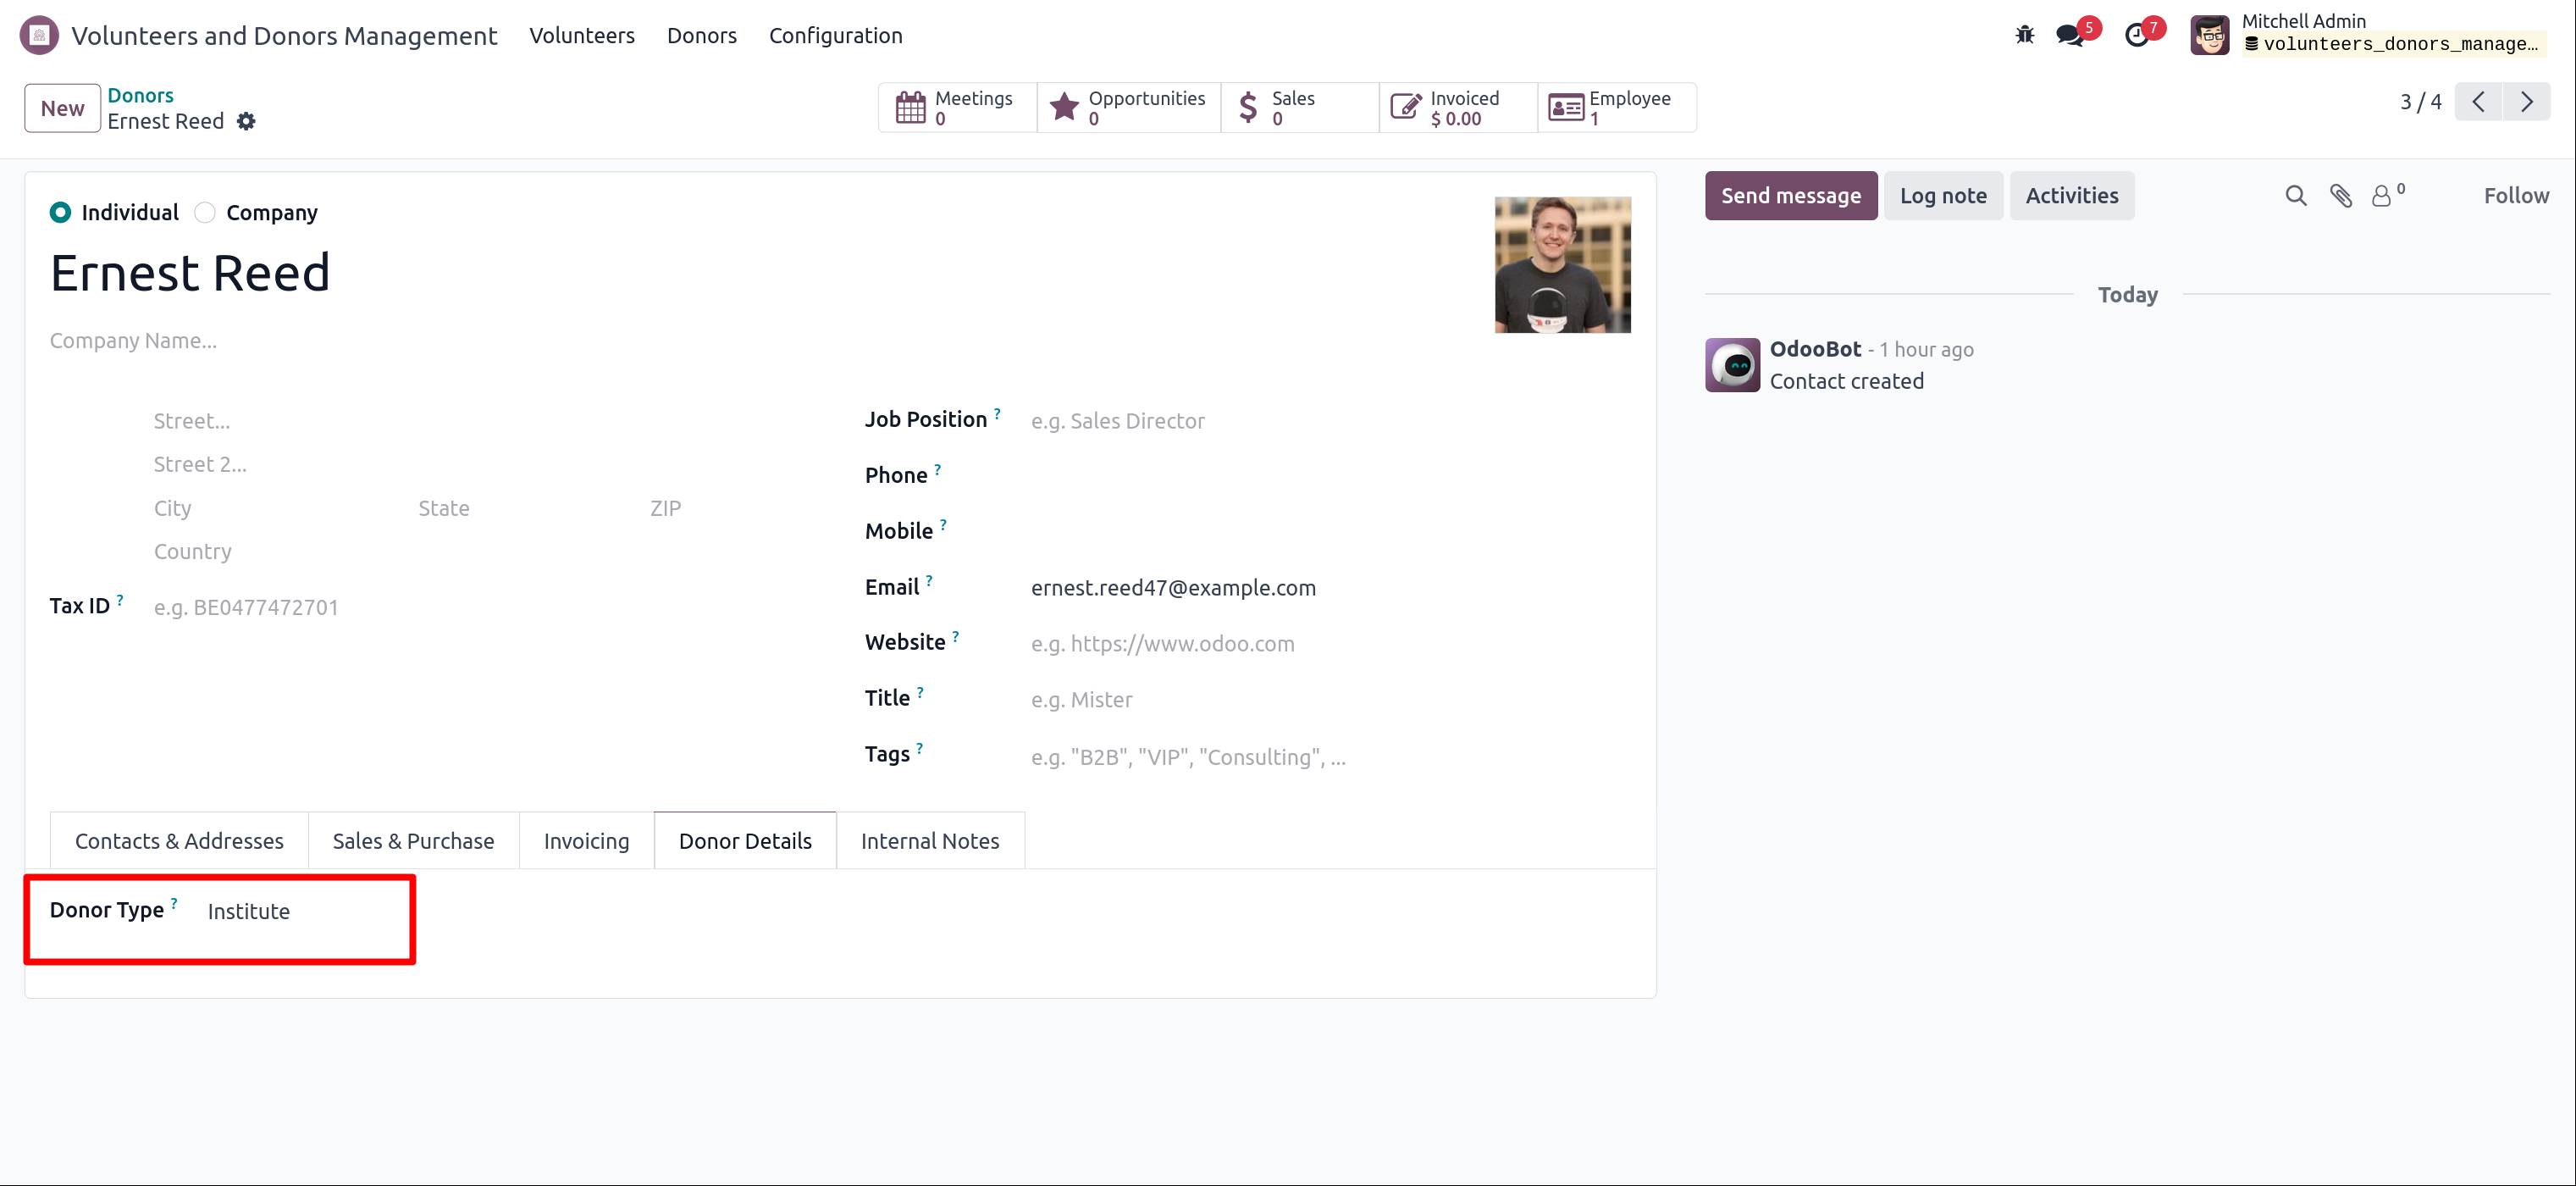 Volunteers and Donors Management Volunteers Donors Configuration 5 7 Mitchell Admin
volunteers_donors_manage…
New Donors
Ernest Reed
Meetings 0
Opportunities 0
Sales 0
Invoiced $ 0.00
Employee 1
3 / 4
Individual Company
Ernest Reed
Company Name...
Street...
Street 2...
City State ZIP
Country
Tax ID ? e.g. BE0477472701
Job Position ? e.g. Sales Director
Phone ?
Mobile ?
Email ? ernest.reed47@example.com
Website ? e.g. https://www.odoo.com
Title ? e.g. Mister
Tags ? e.g. "B2B", "VIP", "Consulting", ...
Contacts & Addresses Sales & Purchase Invoicing Donor Details Internal Notes
Donor Type ? Institute
Send message Log note Activities 0 Follow
Today
OdooBot - 1 hour ago
Contact created